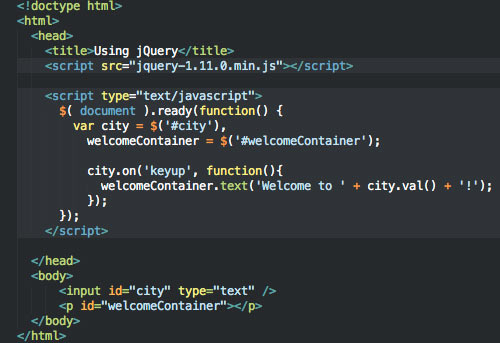 <!doctype html>
<html>
  <head>
    <title>Using jQuery</title>
    <script src="jquery-1.11.0.min.js"></script>

    <script type="text/javascript">
      $( document ).ready(function() {
        var city = $('#city'),
          welcomeContainer = $('#welcomeContainer');

          city.on('keyup', function(){
            welcomeContainer.text('Welcome to ' + city.val() + '!');
          });
      });
    </script>

  </head>
  <body>
      <input id="city" type="text" />
      <p id="welcomeContainer"></p>
  </body>
</html>